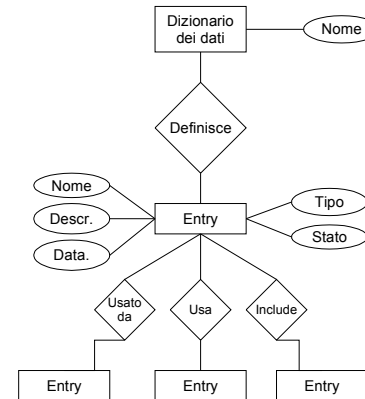 Dizionario
dei dati
Nome
Definisce
Nome
Descr.
Data.
Entry
Tipo
Stato
Usato
da
Usa
Include
Entry
Entry
Entry